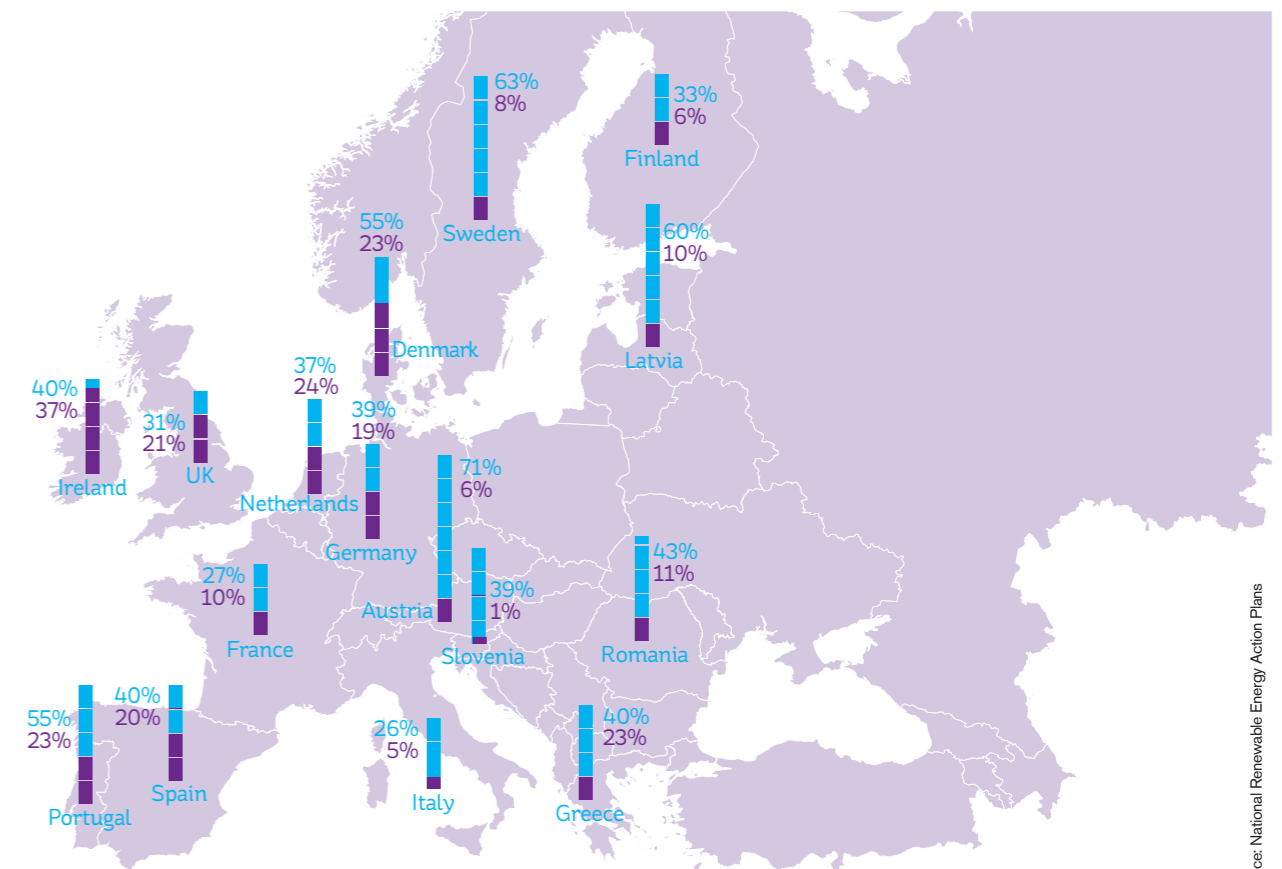 63%
8%
Sweden
33%
6%
Finland
60%
10%
Latvia
55%
23%
Denmark
40%
37%
Ireland
31%
21%
UK
37%
24%
Netherlands
39%
19%
Germany
71%
6%
Austria
39%
1%
Slovenia
43%
11%
Romania
27%
10%
France
55%
23%
Portugal
40%
20%
Spain
26%
5%
Italy
40%
23%
Greece
ce: National Renewable Energy Action Plans